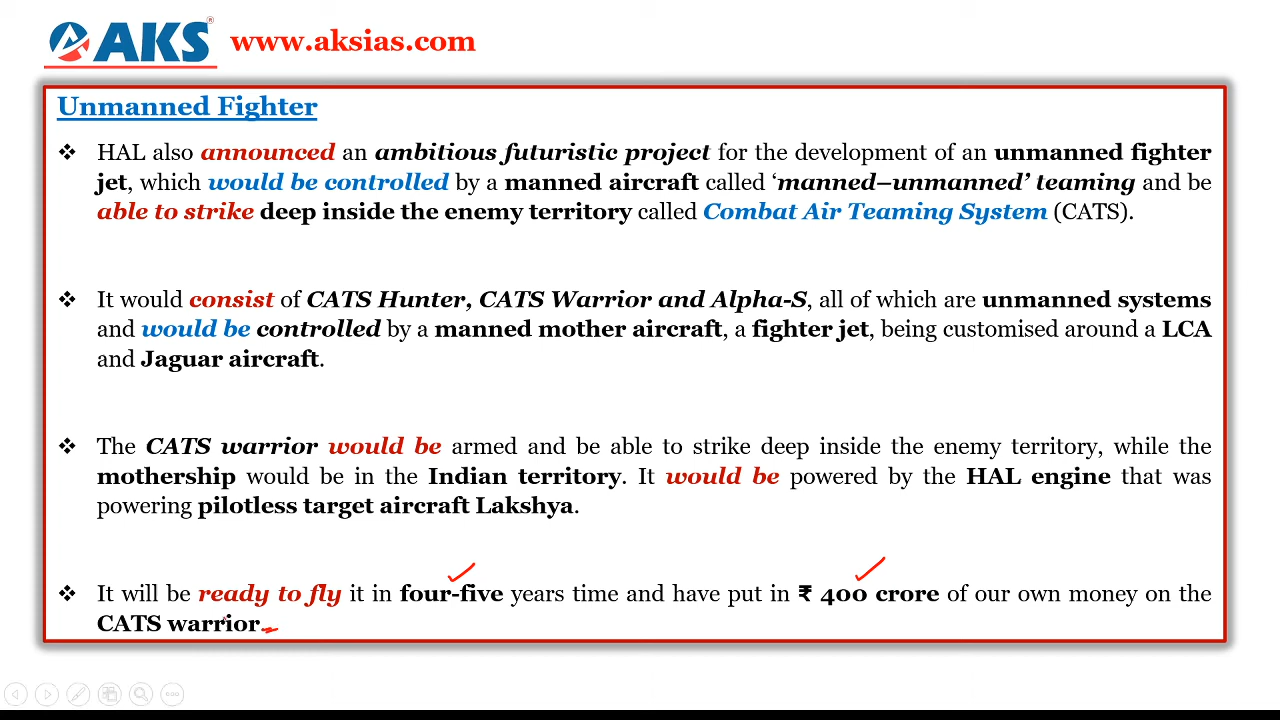 AKS® www.aksias.com
Unmanned Fighter
❖ HAL also announced an ambitious futuristic project for the development of an unmanned fighter
jet, which would be controlled by a manned aircraft called ‘manned–unmanned’ teaming and be
able to strike deep inside the enemy territory called Combat Air Teaming System (CATS).
❖ It would consist of CATS Hunter, CATS Warrior and Alpha-S, all of which are unmanned systems
and would be controlled by a manned mother aircraft, a fighter jet, being customised around a LCA
and Jaguar aircraft.
❖ The CATS warrior would be armed and be able to strike deep inside the enemy territory, while the
mothership would be in the Indian territory. It would be powered by the HAL engine that was
powering pilotless target aircraft Lakshya.
❖ It will be ready to fly it in four-five years time and have put in ₹ 400 crore of our own money on the
CATS warrior.